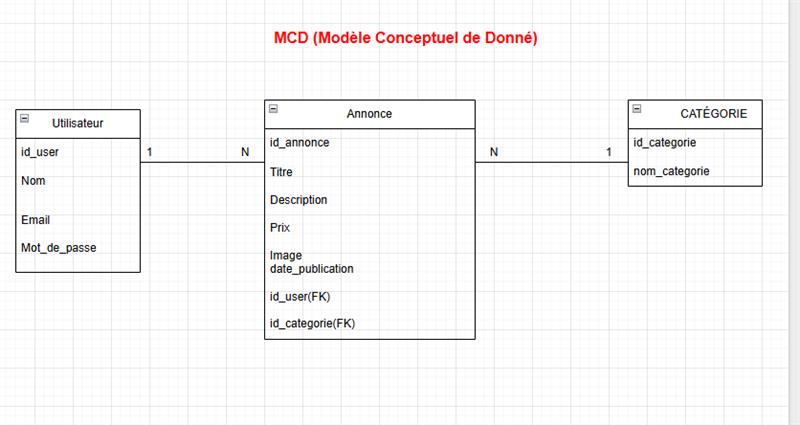 MCD (Modèle Conceptuel de Donné)
Utilisateur
id_user
Nom
Email
Mot_de_passe
1
N
Annonce
id_annonce
Titre
Description
Prix
Image
date_publication
id_user(FK)
id_categorie(FK)
N
1
CATÉGORIE
id_categorie
nom_categorie